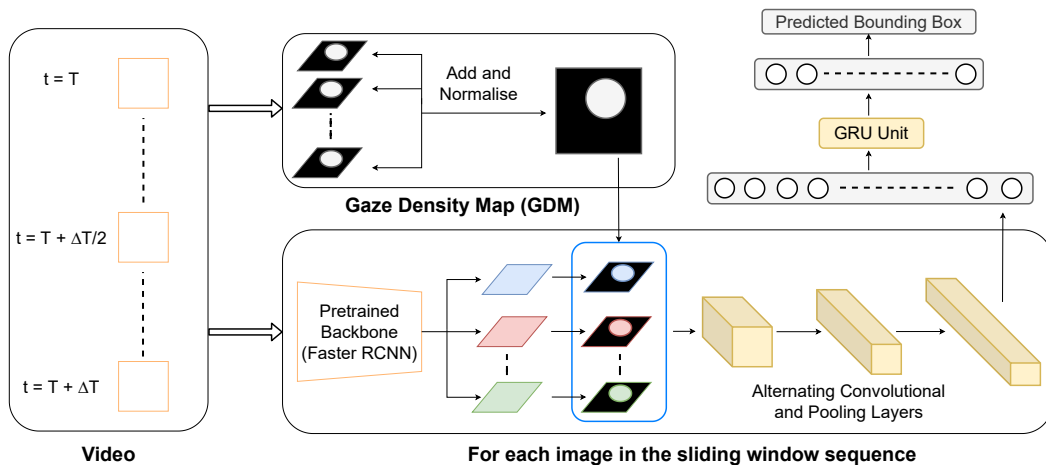 t = T
t = T + ΔT/2
t = T + ΔT
Video
Add and
Normalise
Gaze Density Map (GDM)
Predicted Bounding Box
GRU Unit
Pretrained
Backbone
(Faster RCNN)
Alternating Convolutional
and Pooling Layers
For each image in the sliding window sequence